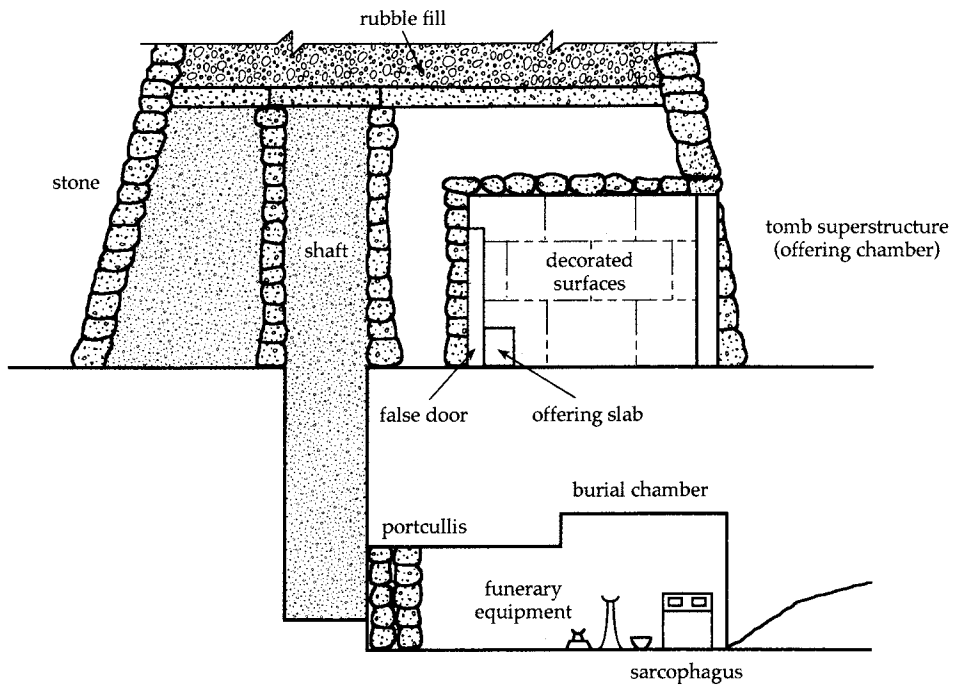 rubble fill
stone
shaft
tomb superstructure
(offering chamber)
decorated
surfaces
false door
offering slab
burial chamber
portcullis
funerary
equipment
sarcophagus